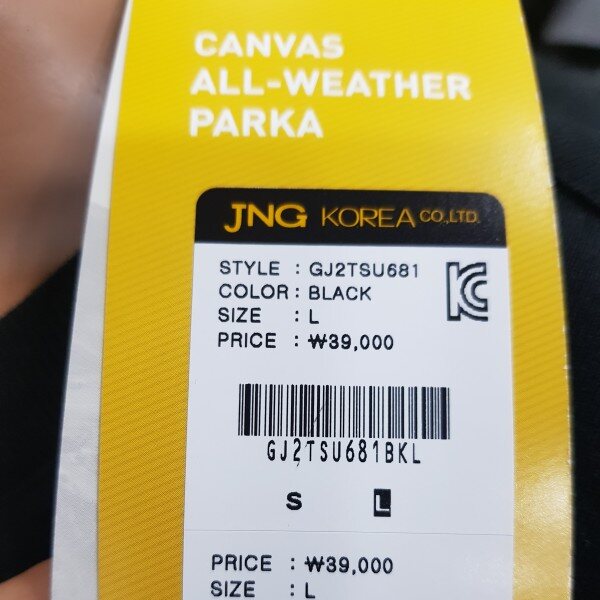 CANVAS
ALL-WEATHER
PARKA
JNG KOREA CO.,LTD.
STYLE : GJ2TSU681
COLOR : BLACK
SIZE : L
PRICE : ₩39,000
KC
GJ2TSU681BKL
S L
PRICE : ₩39,000
SIZE : L